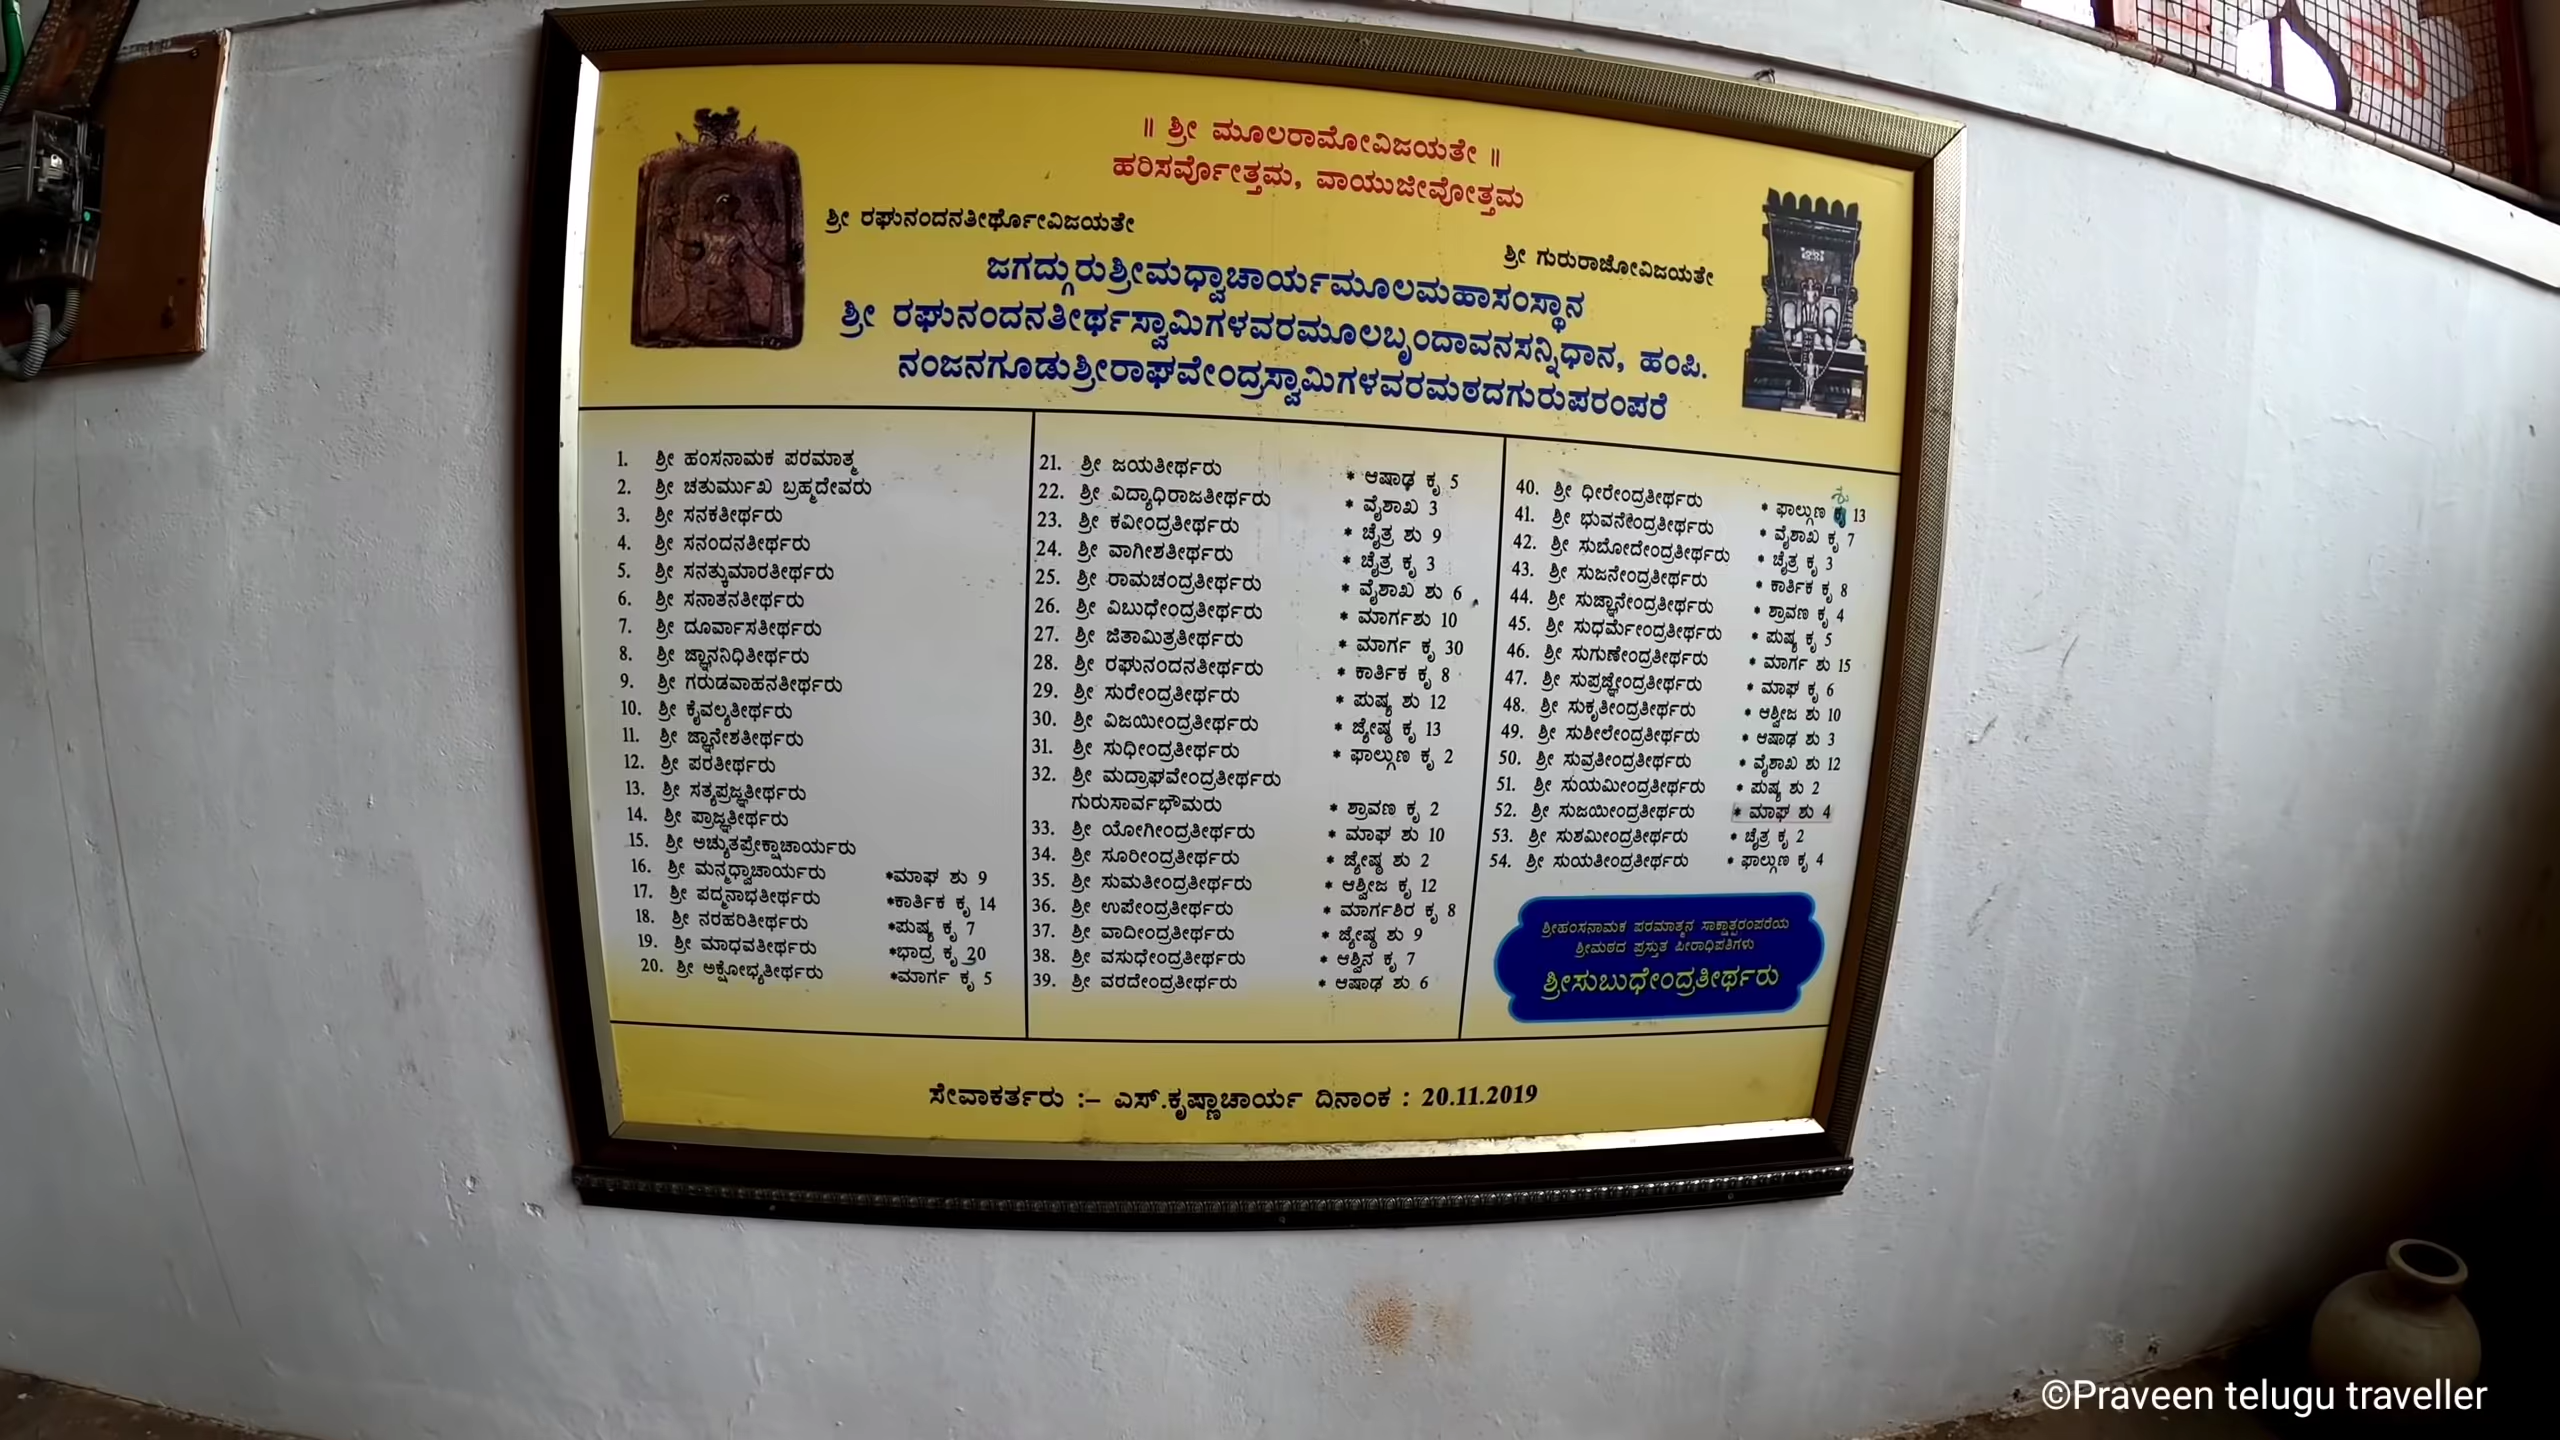 ॥ ಶ್ರೀ ಮೂಲರಾಮೋವಿಜಯತೇ ॥
ಹರಿಸರ್ವೋತ್ತಮ, ವಾಯುಜೀವೋತ್ತಮ
ಶ್ರೀ ರಘುನಂದನತೀರ್ಥೋವಿಜಯತೇ
ಶ್ರೀ ಗುರುರಾಜೋವಿಜಯತೇ
ಜಗದ್ಗುರುಶ್ರೀಮಧ್ವಾಚಾರ್ಯಮೂಲಮಹಾಸಂಸ್ಥಾನ
ಶ್ರೀ ರಘುನಂದನತೀರ್ಥಸ್ವಾಮಿಗಳವರಮೂಲಬೃಂದಾವನಸನ್ನಿಧಾನ, ಹಂಪಿ.
ನಂಜನಗೂಡುಶ್ರೀರಾಘವೇಂದ್ರಸ್ವಾಮಿಗಳವರಮಠದಗುರುಪರಂಪರೆ
1. ಶ್ರೀ ಹಂಸನಾಮಕ ಪರಮಾತ್ಮ
2. ಶ್ರೀ ಚತುರ್ಮುಖ ಬ್ರಹ್ಮದೇವರು
3. ಶ್ರೀ ಸನಕತೀರ್ಥರು
4. ಶ್ರೀ ಸನಂದನತೀರ್ಥರು
5. ಶ್ರೀ ಸನತ್ಕುಮಾರತೀರ್ಥರು
6. ಶ್ರೀ ಸನಾತನತೀರ್ಥರು
7. ಶ್ರೀ ದೂರ್ವಾಸತೀರ್ಥರು
8. ಶ್ರೀ ಜ್ಞಾನನಿಧಿತೀರ್ಥರು
9. ಶ್ರೀ ಗರುಡವಾಹನತೀರ್ಥರು
10. ಶ್ರೀ ಕೈವಲ್ಯತೀರ್ಥರು
11. ಶ್ರೀ ಜ್ಞಾನೇಶತೀರ್ಥರು
12. ಶ್ರೀ ಪರತೀರ್ಥರು
13. ಶ್ರೀ ಸತ್ಯಪ್ರಜ್ಞತೀರ್ಥರು
14. ಶ್ರೀ ಪ್ರಾಜ್ಞತೀರ್ಥರು
15. ಶ್ರೀ ಅಚ್ಯುತಪ್ರೇಕ್ಷಾಚಾರ್ಯರು
16. ಶ್ರೀ ಮನ್ಮಧ್ವಾಚಾರ್ಯರು *ಮಾಘ ಶು 9
17. ಶ್ರೀ ಪದ್ಮನಾಭತೀರ್ಥರು *ಕಾರ್ತಿಕ ಕೃ 14
18. ಶ್ರೀ ನರಹರಿತೀರ್ಥರು *ಪುಷ್ಯ ಕೃ 7
19. ಶ್ರೀ ಮಾಧವತೀರ್ಥರು *ಭಾದ್ರ ಕೃ 20
20. ಶ್ರೀ ಅಕ್ಷೋಭ್ಯತೀರ್ಥರು *ಮಾರ್ಗ ಕೃ 5
21. ಶ್ರೀ ಜಯತೀರ್ಥರು * ಆಷಾಢ ಕೃ 5
22. ಶ್ರೀ ವಿದ್ಯಾಧಿರಾಜತೀರ್ಥರು * ವೈಶಾಖ 3
23. ಶ್ರೀ ಕವೀಂದ್ರತೀರ್ಥರು * ಚೈತ್ರ ಶು 9
24. ಶ್ರೀ ವಾಗೀಶತೀರ್ಥರು * ಚೈತ್ರ ಕೃ 3
25. ಶ್ರೀ ರಾಮಚಂದ್ರತೀರ್ಥರು * ವೈಶಾಖ ಶು 6
26. ಶ್ರೀ ವಿಬುಧೇಂದ್ರತೀರ್ಥರು * ಮಾರ್ಗಶು 10
27. ಶ್ರೀ ಜಿತಾಮಿತ್ರತೀರ್ಥರು * ಮಾರ್ಗ ಕೃ 30
28. ಶ್ರೀ ರಘುನಂದನತೀರ್ಥರು * ಕಾರ್ತಿಕ ಕೃ 8
29. ಶ್ರೀ ಸುರೇಂದ್ರತೀರ್ಥರು * ಪುಷ್ಯ ಶು 12
30. ಶ್ರೀ ವಿಜಯೀಂದ್ರತೀರ್ಥರು * ಜ್ಯೇಷ್ಠ ಕೃ 13
31. ಶ್ರೀ ಸುಧೀಂದ್ರತೀರ್ಥರು * ಫಾಲ್ಗುಣ ಕೃ 2
32. ಶ್ರೀ ಮದ್ರಾಘವೇಂದ್ರತೀರ್ಥರು
ಗುರುಸಾರ್ವಭೌಮರು * ಶ್ರಾವಣ ಕೃ 2
33. ಶ್ರೀ ಯೋಗೀಂದ್ರತೀರ್ಥರು * ಮಾಘ ಶು 10
34. ಶ್ರೀ ಸೂರೀಂದ್ರತೀರ್ಥರು * ಜ್ಯೇಷ್ಠ ಶು 2
35. ಶ್ರೀ ಸುಮತೀಂದ್ರತೀರ್ಥರು * ಆಶ್ವೀಜ ಕೃ 12
36. ಶ್ರೀ ಉಪೇಂದ್ರತೀರ್ಥರು * ಮಾರ್ಗಶಿರ ಕೃ 8
37. ಶ್ರೀ ವಾದೀಂದ್ರತೀರ್ಥರು * ಜ್ಯೇಷ್ಠ ಶು 9
38. ಶ್ರೀ ವಸುಧೇಂದ್ರತೀರ್ಥರು * ಆಶ್ವಿನ ಕೃ 7
39. ಶ್ರೀ ವರದೇಂದ್ರತೀರ್ಥರು * ಆಷಾಢ ಶು 6
40. ಶ್ರೀ ಧೀರೇಂದ್ರತೀರ್ಥರು * ಫಾಲ್ಗುಣ 13
41. ಶ್ರೀ ಭುವನೇಂದ್ರತೀರ್ಥರು * ವೈಶಾಖ ಕೃ 7
42. ಶ್ರೀ ಸುಬೋದೇಂದ್ರತೀರ್ಥರು * ಚೈತ್ರ ಕೃ 3
43. ಶ್ರೀ ಸುಜನೇಂದ್ರತೀರ್ಥರು * ಕಾರ್ತಿಕ ಕೃ 8
44. ಶ್ರೀ ಸುಜ್ಞಾನೇಂದ್ರತೀರ್ಥರು * ಶ್ರಾವಣ ಕೃ 4
45. ಶ್ರೀ ಸುಧರ್ಮೇಂದ್ರತೀರ್ಥರು * ಪುಷ್ಯ ಕೃ 5
46. ಶ್ರೀ ಸುಗುಣೇಂದ್ರತೀರ್ಥರು * ಮಾರ್ಗ ಶು 15
47. ಶ್ರೀ ಸುಪ್ರಜ್ಞೇಂದ್ರತೀರ್ಥರು * ಮಾಘ ಕೃ 6
48. ಶ್ರೀ ಸುಕೃತೀಂದ್ರತೀರ್ಥರು * ಆಶ್ವೀಜ ಶು 10
49. ಶ್ರೀ ಸುಶೀಲೇಂದ್ರತೀರ್ಥರು * ಆಷಾಢ ಶು 3
50. ಶ್ರೀ ಸುವ್ರತೀಂದ್ರತೀರ್ಥರು * ವೈಶಾಖ ಶು 12
51. ಶ್ರೀ ಸುಯಮೀಂದ್ರತೀರ್ಥರು * ಪುಷ್ಯ ಶು 2
52. ಶ್ರೀ ಸುಜಯೀಂದ್ರತೀರ್ಥರು * ಮಾಘ ಶು 4
53. ಶ್ರೀ ಸುಶಮೀಂದ್ರತೀರ್ಥರು * ಚೈತ್ರ ಕೃ 2
54. ಶ್ರೀ ಸುಯತೀಂದ್ರತೀರ್ಥರು * ಫಾಲ್ಗುಣ ಕೃ 4
ಶ್ರೀಹಂಸನಾಮಕ ಪರಮಾತ್ಮನ ಸಾಕ್ಷಾತ್ಪರಂಪರೆಯ
ಶ್ರೀಮಠದ ಪ್ರಸ್ತುತ ಪೀಠಾಧಿಪತಿಗಳು
ಶ್ರೀಸುಬುಧೇಂದ್ರತೀರ್ಥರು
ಸೇವಾಕರ್ತರು :– ಎಸ್.ಕೃಷ್ಣಾಚಾರ್ಯ ದಿನಾಂಕ : 20.11.2019
©Praveen telugu traveller